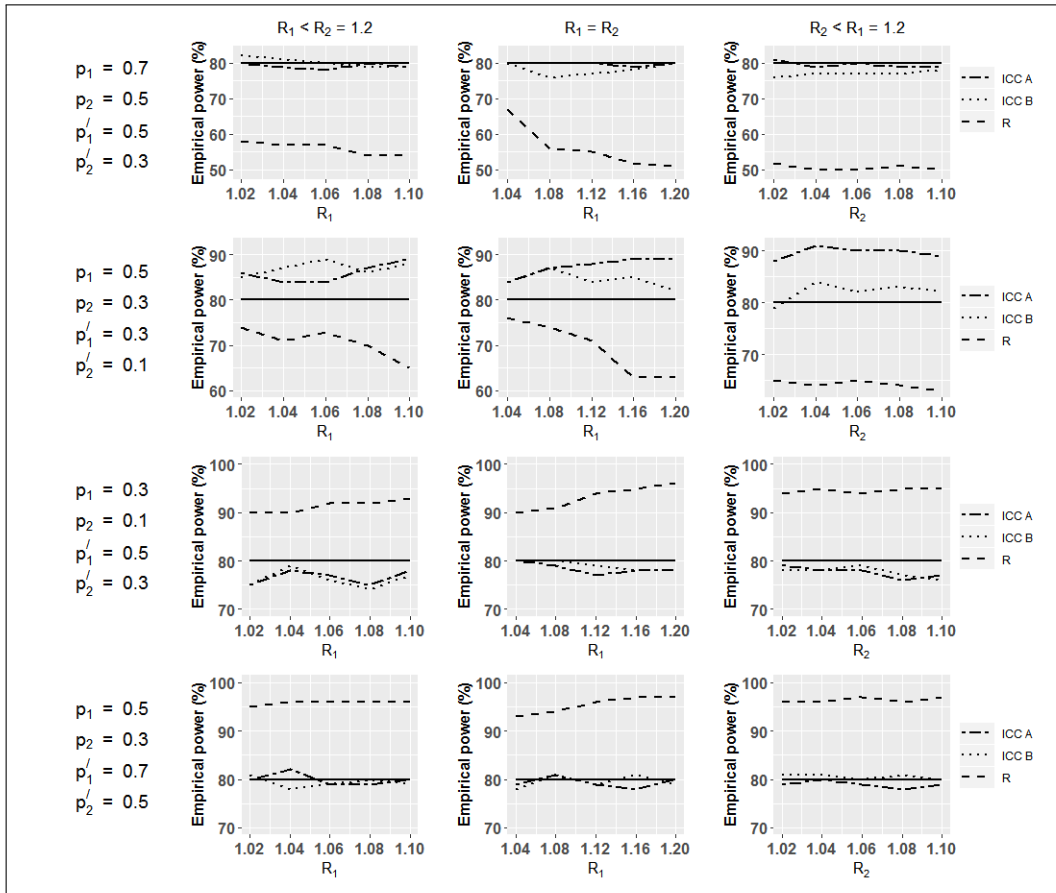 R1 < R2 = 1.2
R1 = R2
R2 < R1 = 1.2
p1 = 0.7
p2 = 0.5
p1/ = 0.5
p2/ = 0.3
Empirical power (%)
80
70
60
50
1.02 1.04 1.06 1.08 1.10
R1
Empirical power (%)
80
70
60
50
1.04 1.08 1.12 1.16 1.20
R1
Empirical power (%)
80
70
60
50
1.02 1.04 1.06 1.08 1.10
R2
ICC A
ICC B
R
p1 = 0.5
p2 = 0.3
p1/ = 0.3
p2/ = 0.1
Empirical power (%)
90
80
70
60
1.02 1.04 1.06 1.08 1.10
R1
Empirical power (%)
90
80
70
60
1.04 1.08 1.12 1.16 1.20
R1
Empirical power (%)
90
80
70
1.02 1.04 1.06 1.08 1.10
R2
ICC A
ICC B
R
p1 = 0.3
p2 = 0.1
p1/ = 0.5
p2/ = 0.3
Empirical power (%)
100
90
80
70
1.02 1.04 1.06 1.08 1.10
R1
Empirical power (%)
100
90
80
70
1.04 1.08 1.12 1.16 1.20
R1
Empirical power (%)
100
90
80
70
1.02 1.04 1.06 1.08 1.10
R2
ICC A
ICC B
R
p1 = 0.5
p2 = 0.3
p1/ = 0.7
p2/ = 0.5
Empirical power (%)
100
90
80
70
1.02 1.04 1.06 1.08 1.10
R1
Empirical power (%)
100
90
80
70
1.04 1.08 1.12 1.16 1.20
R1
Empirical power (%)
100
90
80
70
1.02 1.04 1.06 1.08 1.10
R2
ICC A
ICC B
R